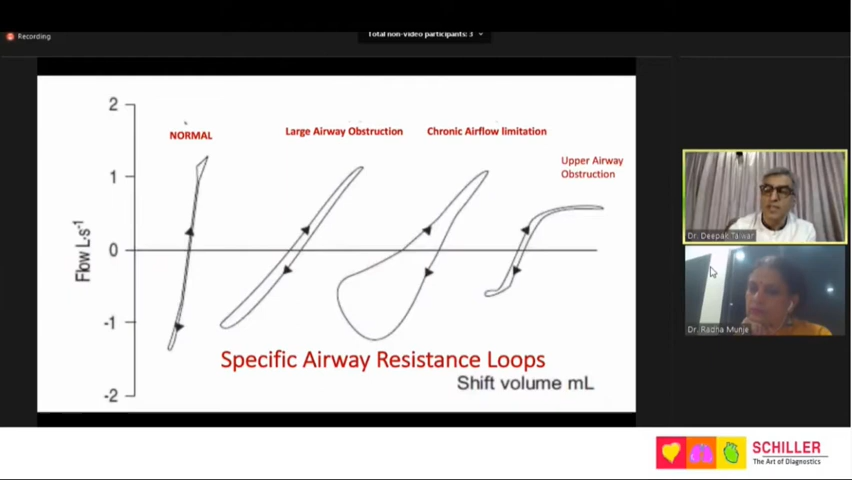 Recording
Total non-video participants: 3
2
1
0
-1
-2
Flow L·s⁻¹
NORMAL
Large Airway Obstruction
Chronic Airflow limitation
Upper Airway
Obstruction
Specific Airway Resistance Loops
Shift volume mL
Dr. Deepak Talwar
Dr. Radha Munje
SCHILLER
The Art of Diagnostics